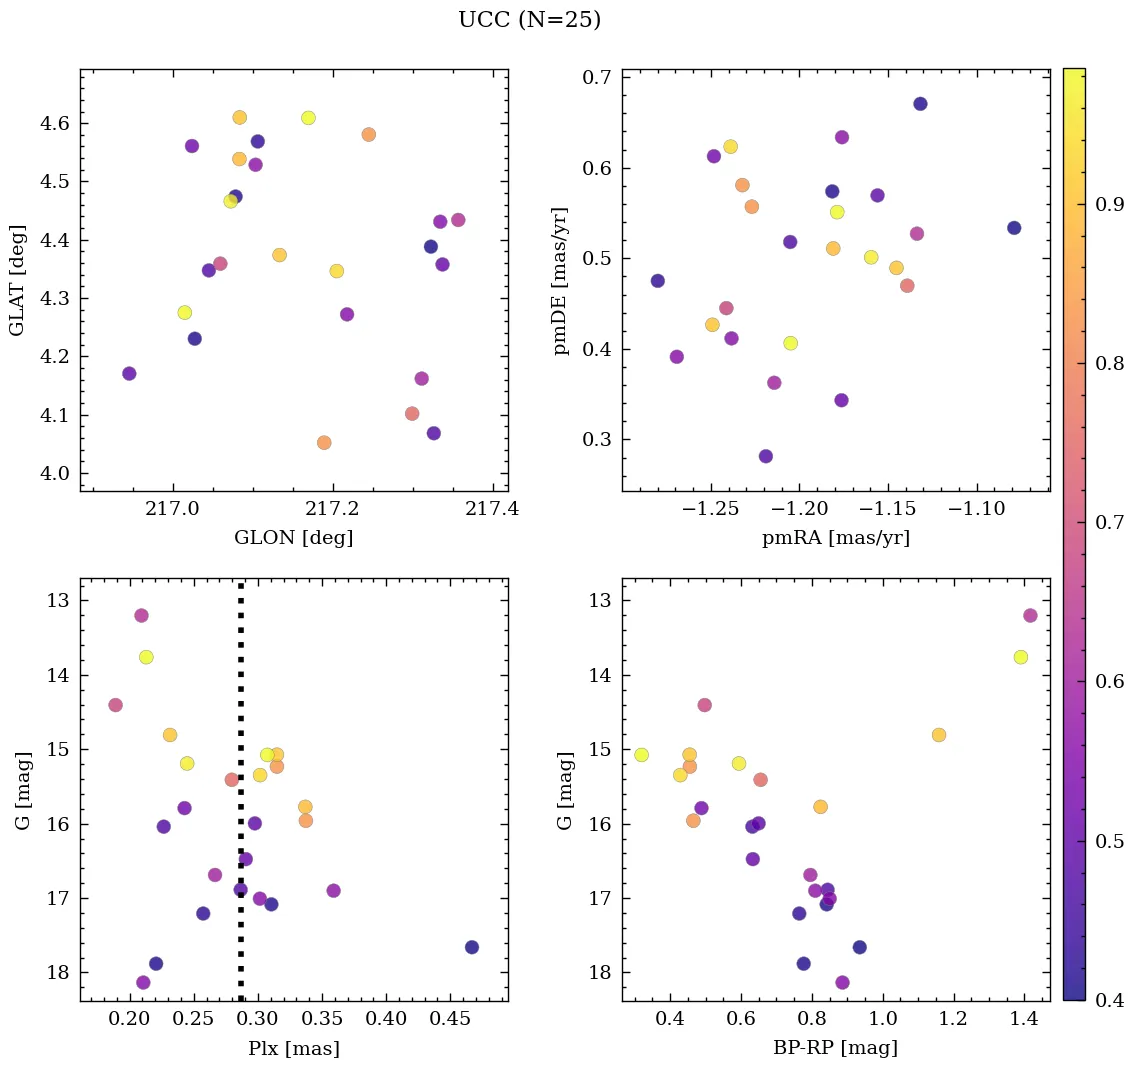 UCC (N=25)
4.6
4.5
4.4
4.3
4.2
4.1
4.0
GLAT [deg]
217.0 217.2 217.4
GLON [deg]
0.7
0.6
0.5
0.4
0.3
pmDE [mas/yr]
−1.25 −1.20 −1.15 −1.10
pmRA [mas/yr]
13
14
15
16
17
18
G [mag]
0.20 0.25 0.30 0.35 0.40 0.45
Plx [mas]
13
14
15
16
17
18
G [mag]
0.4 0.6 0.8 1.0 1.2 1.4
BP-RP [mag]
0.9
0.8
0.7
0.6
0.5
0.4